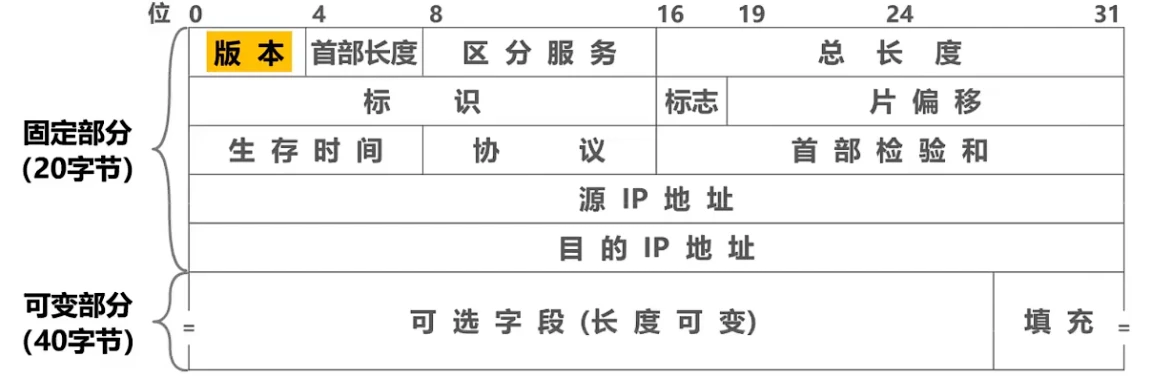 位 0 4 8 16 19 24 31
版本 首部长度 区分服务 总长度
标识 标志 片偏移
固定部分
(20字节)
生存时间 协议 首部检验和
源 IP 地址
目的 IP 地址
可变部分
(40字节)
= 可选字段 (长度可变) 填充 =